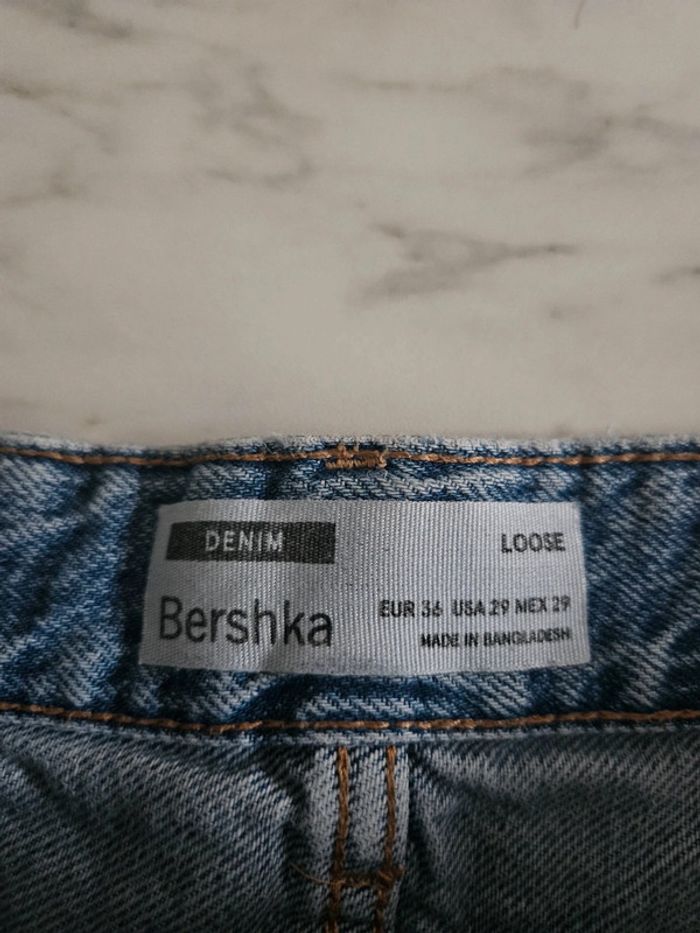 DENIM
LOOSE
Bershka
EUR 36 USA 29 MEX 29
MADE IN BANGLADESH